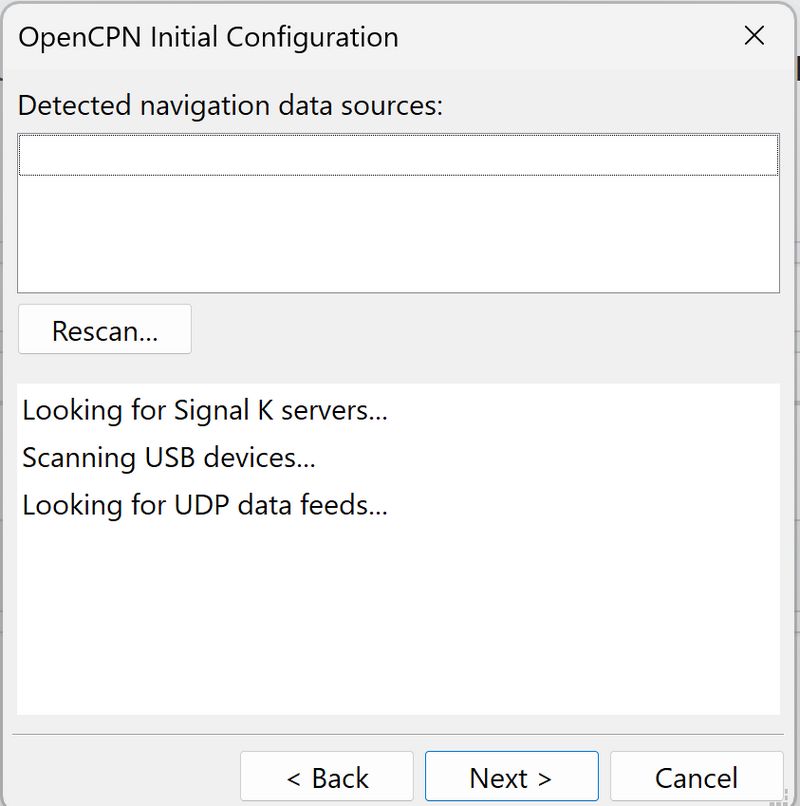 OpenCPN Initial Configuration
Detected navigation data sources:
Rescan...
Looking for Signal K servers...
Scanning USB devices...
Looking for UDP data feeds...
< Back
Next >
Cancel